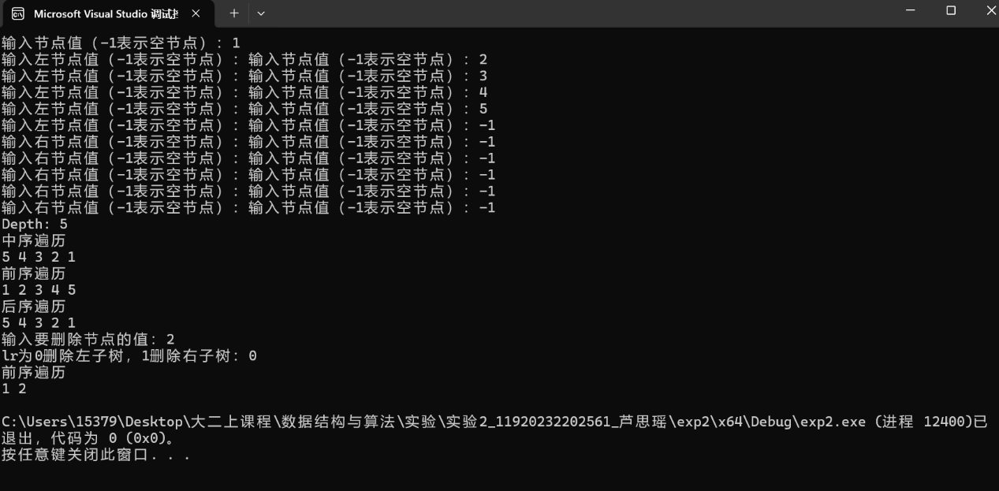 Microsoft Visual Studio 调试控
输入节点值（-1表示空节点）：1
输入左节点值（-1表示空节点）：输入节点值（-1表示空节点）：2
输入左节点值（-1表示空节点）：输入节点值（-1表示空节点）：3
输入左节点值（-1表示空节点）：输入节点值（-1表示空节点）：4
输入左节点值（-1表示空节点）：输入节点值（-1表示空节点）：5
输入左节点值（-1表示空节点）：输入节点值（-1表示空节点）：-1
输入右节点值（-1表示空节点）：输入节点值（-1表示空节点）：-1
输入右节点值（-1表示空节点）：输入节点值（-1表示空节点）：-1
输入右节点值（-1表示空节点）：输入节点值（-1表示空节点）：-1
输入右节点值（-1表示空节点）：输入节点值（-1表示空节点）：-1
输入右节点值（-1表示空节点）：输入节点值（-1表示空节点）：-1
Depth: 5
中序遍历
5 4 3 2 1
前序遍历
1 2 3 4 5
后序遍历
5 4 3 2 1
输入要删除节点的值：2
lr为0删除左子树，1删除右子树：0
前序遍历
1 2
C:\Users\15379\Desktop\大二上课程\数据结构与算法\实验\实验2_11920232202561_芦思瑶\exp2\x64\Debug\exp2.exe (进程 12400)已
退出，代码为 0 (0x0)。
按任意键关闭此窗口. . .